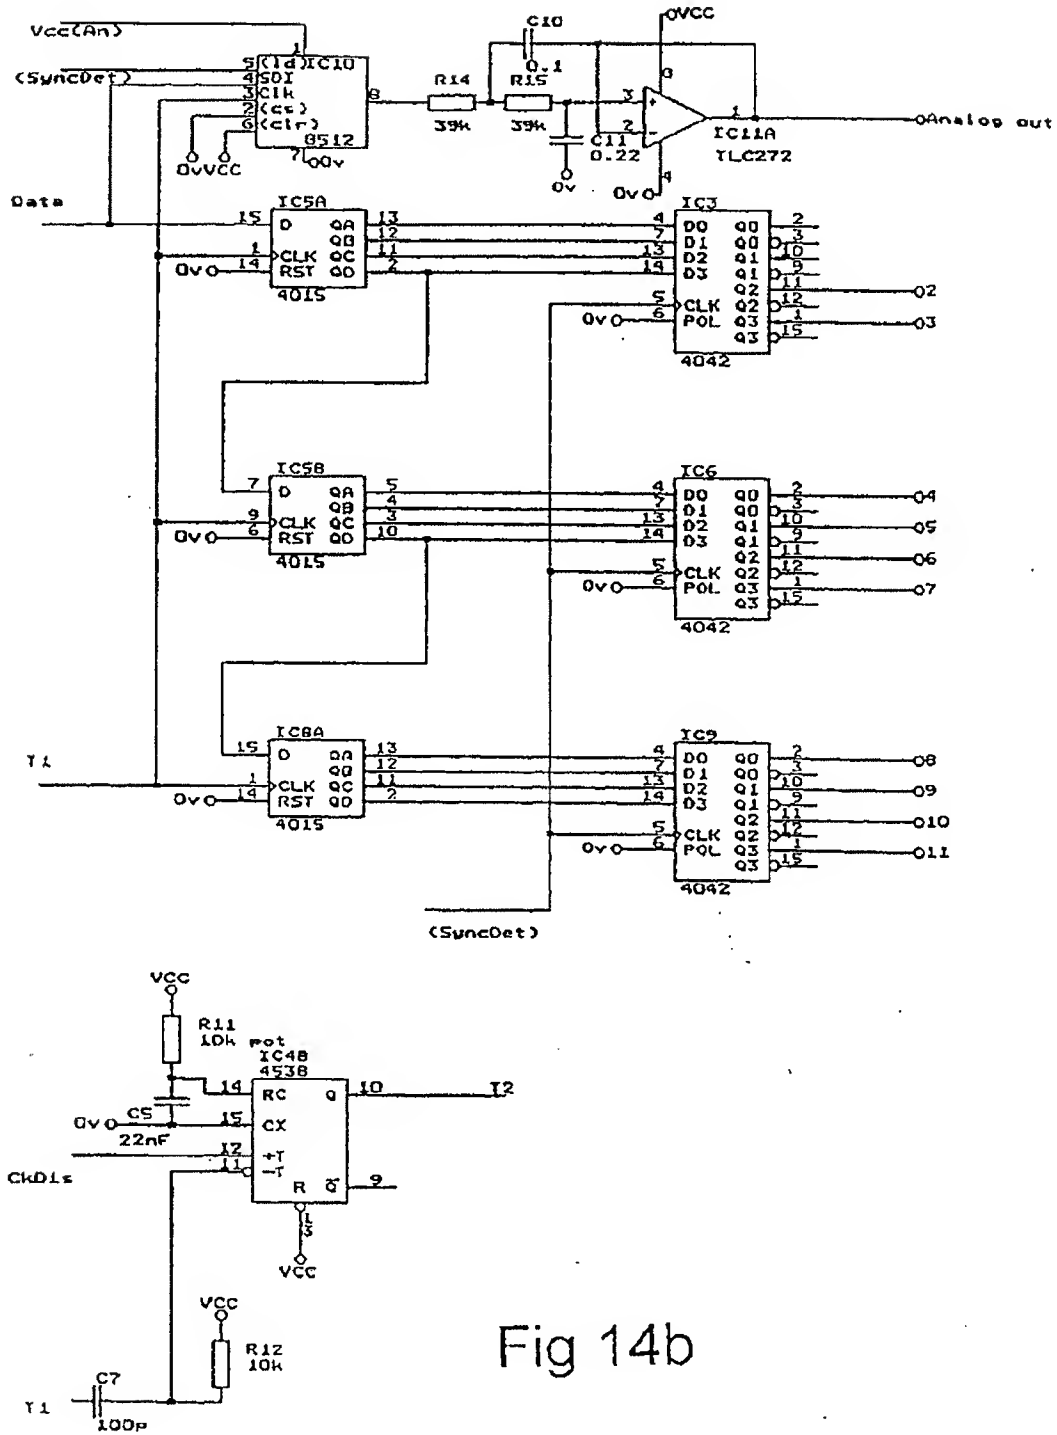 VCC
C10
Vcc(An)
1
5 (ld) IC10
0.1
(SyncDet)
4 SDI
R14
R15
8
3 Clk
8
3 +
2 (cs)
1
Analog out
6 (clr)
39k
39k
2 -
IC11A
8512
C11
TLC272
7
0v
0.22
0v VCC
4
0v
0v
Data
IC5A
IC3
15 D QA 13
4 D0 Q0 2
QB 12
7 D1 Q0 3
1 CLK QC 11
13 D2 Q1 10
0v 14 RST QD 2
14 D3 Q1 9
4015
Q2 11 2
5 CLK Q2 12
0v 6 POL Q3 1 3
Q3 15
4042
IC5B
IC6
7 D QA 5
4 D0 Q0 2 4
QB 4
7 D1 Q0 3
9 CLK QC 3
13 D2 Q1 10 5
0v 6 RST QD 10
14 D3 Q1 9
4015
Q2 11 6
5 CLK Q2 12
0v 6 POL Q3 1 7
Q3 15
4042
IC8A
IC9
15 D QA 13
4 D0 Q0 2 8
T1
QB 12
7 D1 Q0 3
1 CLK QC 11
13 D2 Q1 10 9
0v 14 RST QD 2
14 D3 Q1 9
4015
Q2 11 10
5 CLK Q2 12
0v 6 POL Q3 1 11
Q3 15
4042
(SyncDet)
VCC
R11
10k pot
IC4B
4538
14 RC Q 10 T2
C5
0v 15 CX
22nF
12 +T
CkDis
11 -T
R Q 9
13
VCC
VCC
R12
10k
Fig 14b
C7
T1
100p